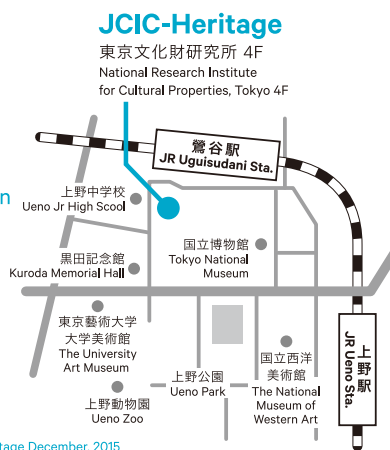 JCIC-Heritage
東京文化財研究所 4F
National Research Institute
for Cultural Properties, Tokyo 4F
鶯谷駅
JR Uguisudani Sta.
上野中学校
Ueno Jr High Scool
n
国立博物館
Tokyo National
Museum
黒田記念館
Kuroda Memorial Hall
東京藝術大学
大学美術館
The University
Art Museum
上野動物園
Ueno Zoo
上野公園
Ueno Park
国立西洋
美術館
The National
Museum of
Western Art
上野駅
JR Ueno Sta.
tage December, 2015